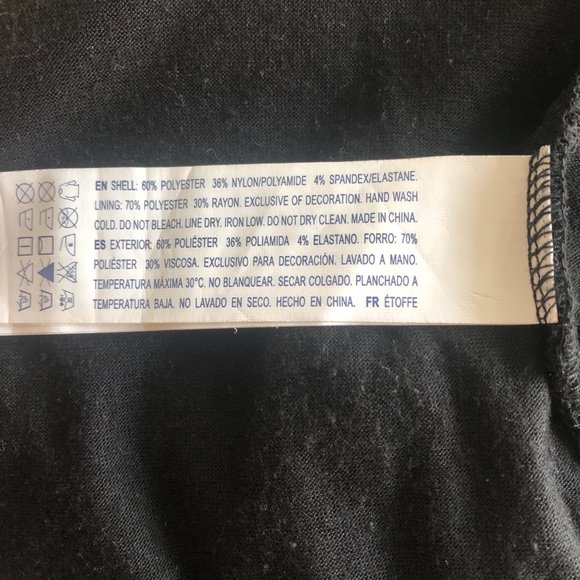 EN SHELL: 60% POLYESTER 36% NYLON/POLYAMIDE 4% SPANDEX/ELASTANE.
LINING: 70% POLYESTER 30% RAYON. EXCLUSIVE OF DECORATION. HAND WASH
COLD. DO NOT BLEACH. LINE DRY. IRON LOW. DO NOT DRY CLEAN. MADE IN CHINA.
ES EXTERIOR: 60% POLIÉSTER 36% POLIAMIDA 4% ELASTANO. FORRO: 70%
POLIÉSTER 30% VISCOSA. EXCLUSIVO PARA DECORACIÓN. LAVADO A MANO.
TEMPERATURA MÁXIMA 30°C. NO BLANQUEAR. SECAR COLGADO. PLANCHADO A
TEMPERATURA BAJA. NO LAVADO EN SECO. HECHO EN CHINA. FR ÉTOFFE